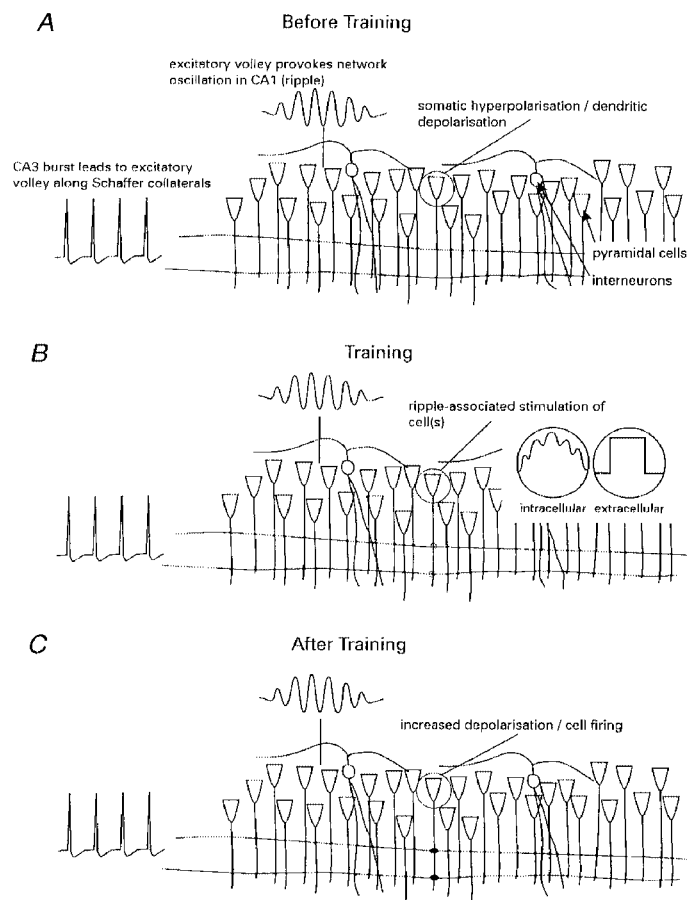 A
Before Training
excitatory volley provokes network
oscillation in CA1 (ripple)
somatic hyperpolarisation / dendritic
depolarisation
CA3 burst leads to excitatory
volley along Schaffer collaterals
pyramidal cells
interneurons
B
Training
ripple-associated stimulation of
cell(s)
intracellular extracellular
C
After Training
increased depolarisation / cell firing